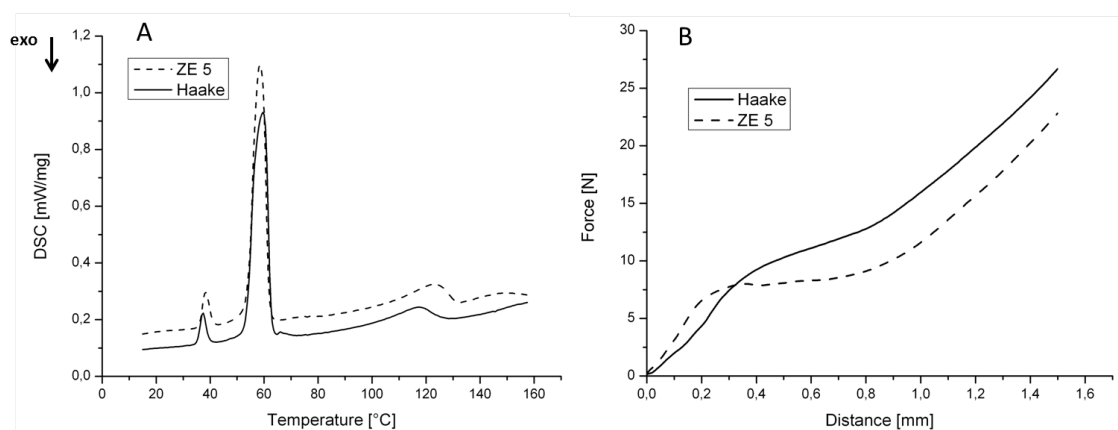 exo
A
ZE 5
Haake
1,2
1,0
0,8
0,6
0,4
0,2
0,0
DSC [mW/mg]
0 20 40 60 80 100 120 140 160
Temperature [°C]
B
Haake
ZE 5
30
25
20
15
10
5
0
Force [N]
0,0 0,2 0,4 0,6 0,8 1,0 1,2 1,4 1,6
Distance [mm]